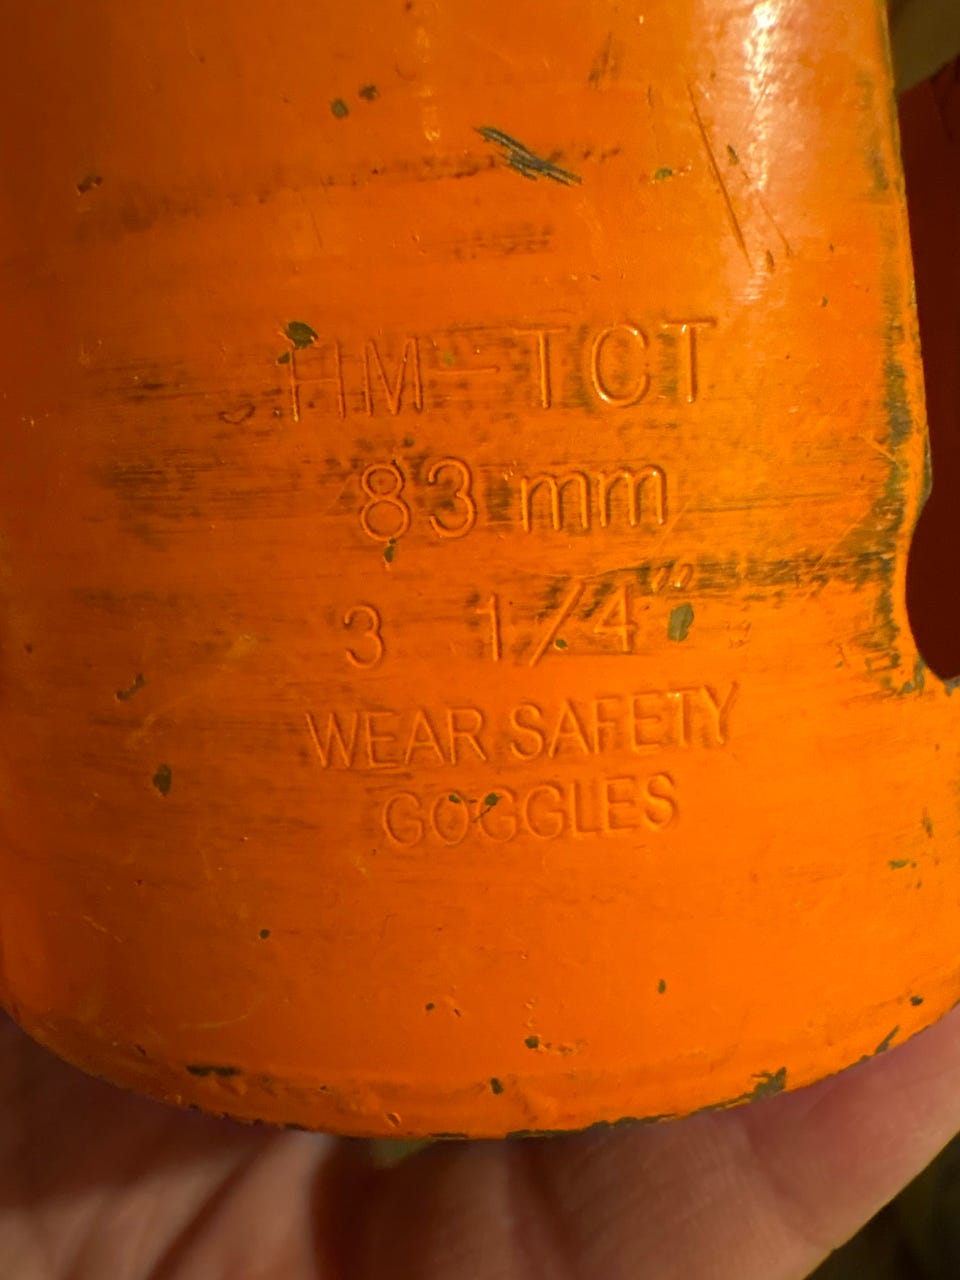 HM-TCT
83 mm
3 1/4"
WEAR SAFETY
GOGGLES